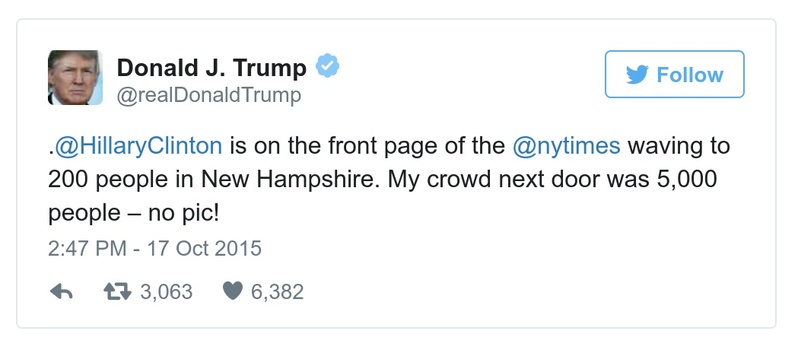 Donald J. Trump
@realDonaldTrump
Follow
.@HillaryClinton is on the front page of the @nytimes waving to
200 people in New Hampshire. My crowd next door was 5,000
people – no pic!
2:47 PM - 17 Oct 2015
3,063 6,382